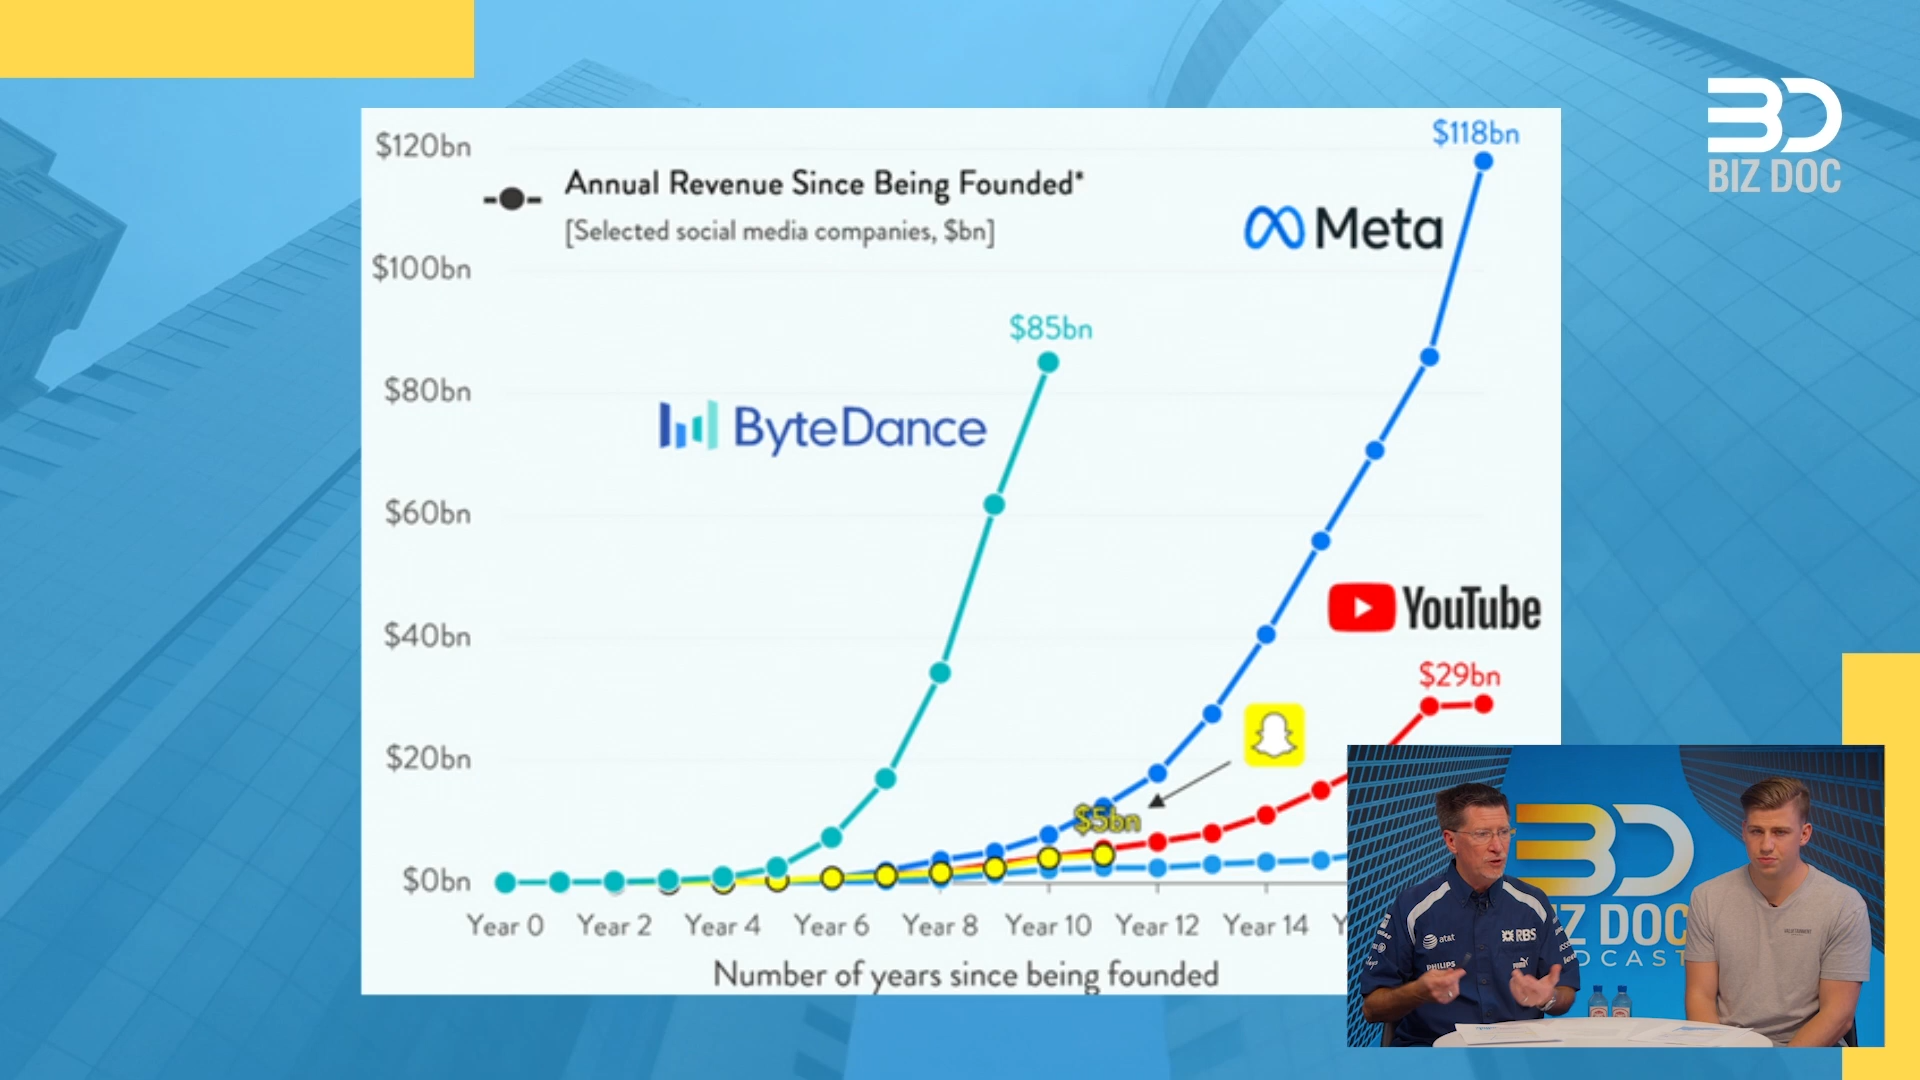 BIZ DOC
$120bn
$100bn
$80bn
$60bn
$40bn
$20bn
$0bn
Annual Revenue Since Being Founded*
[Selected social media companies, $bn]
$118bn
Meta
$85bn
ByteDance
YouTube
$29bn
$5bn
Year 0
Year 2
Year 4
Year 6
Year 8
Year 10
Year 12
Year 14
Number of years since being founded
at&t
RBS
PHILIPS
Z DOC
DCAST